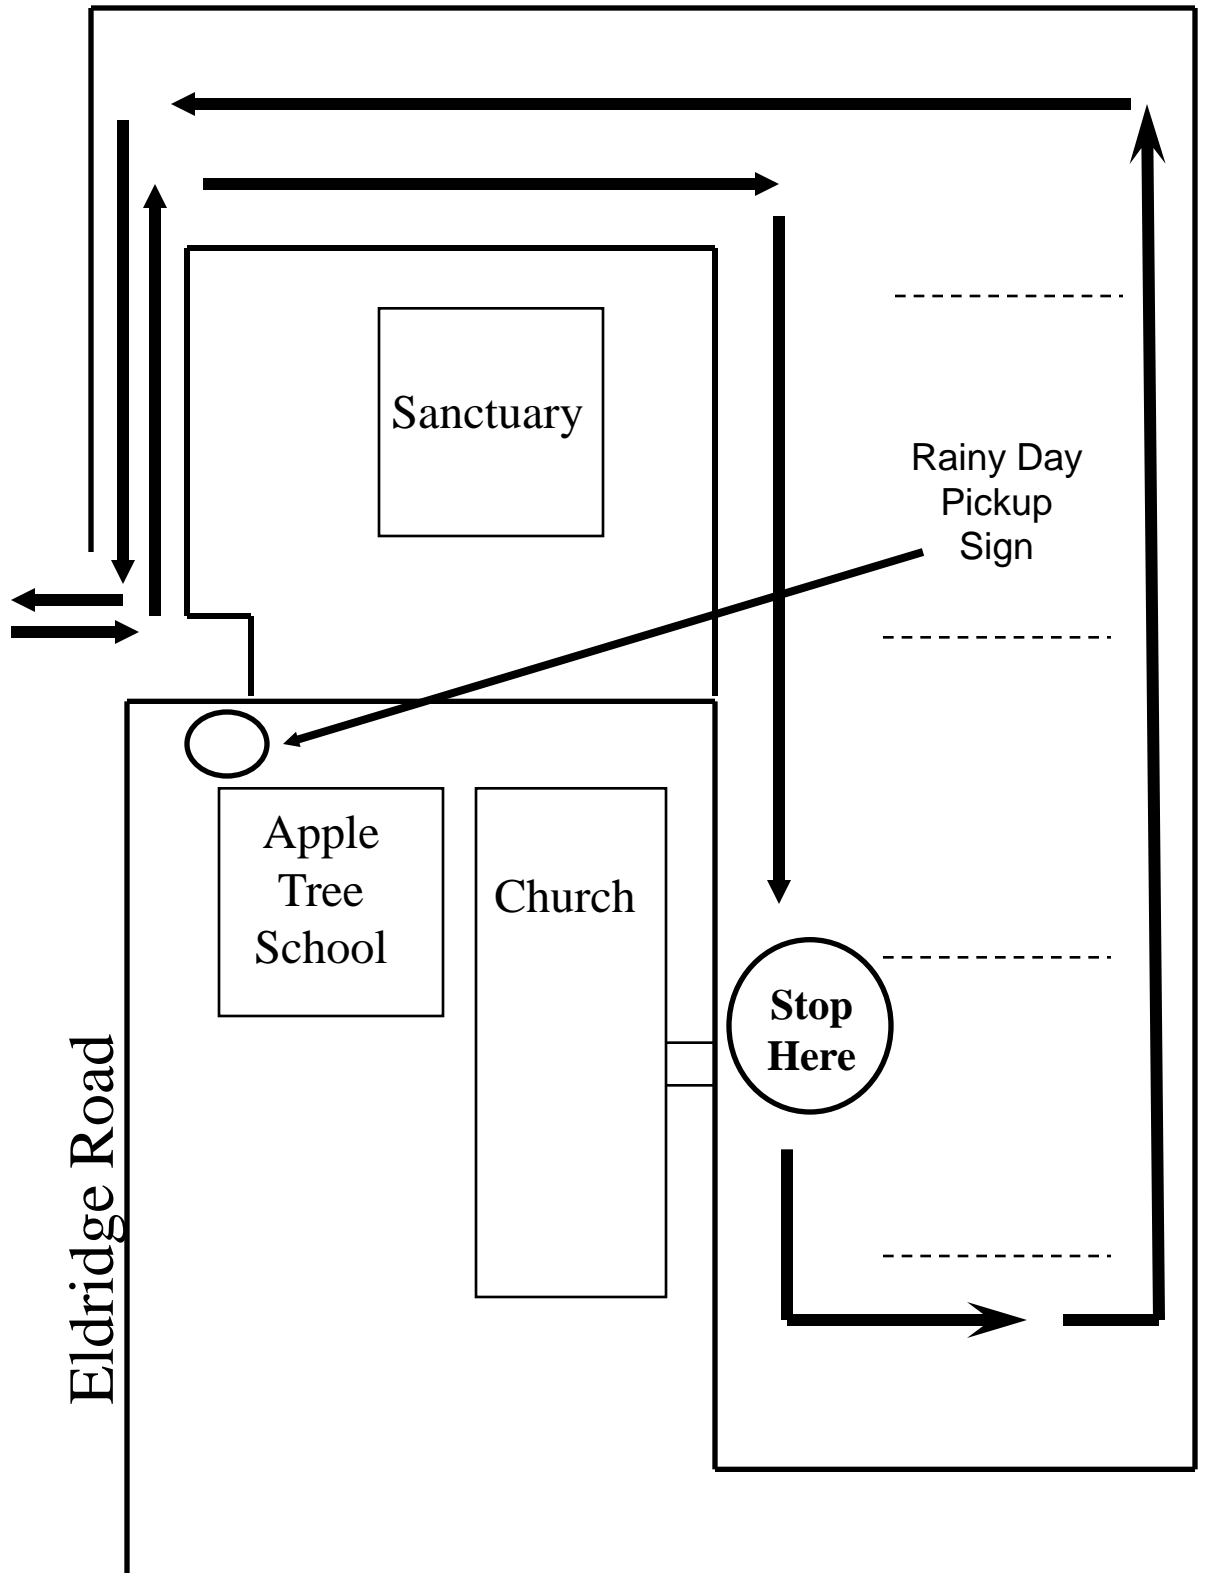 Sanctuary
Rainy Day
Pickup
Sign
Apple
Tree
School
Church
Stop
Here
Eldridge Road